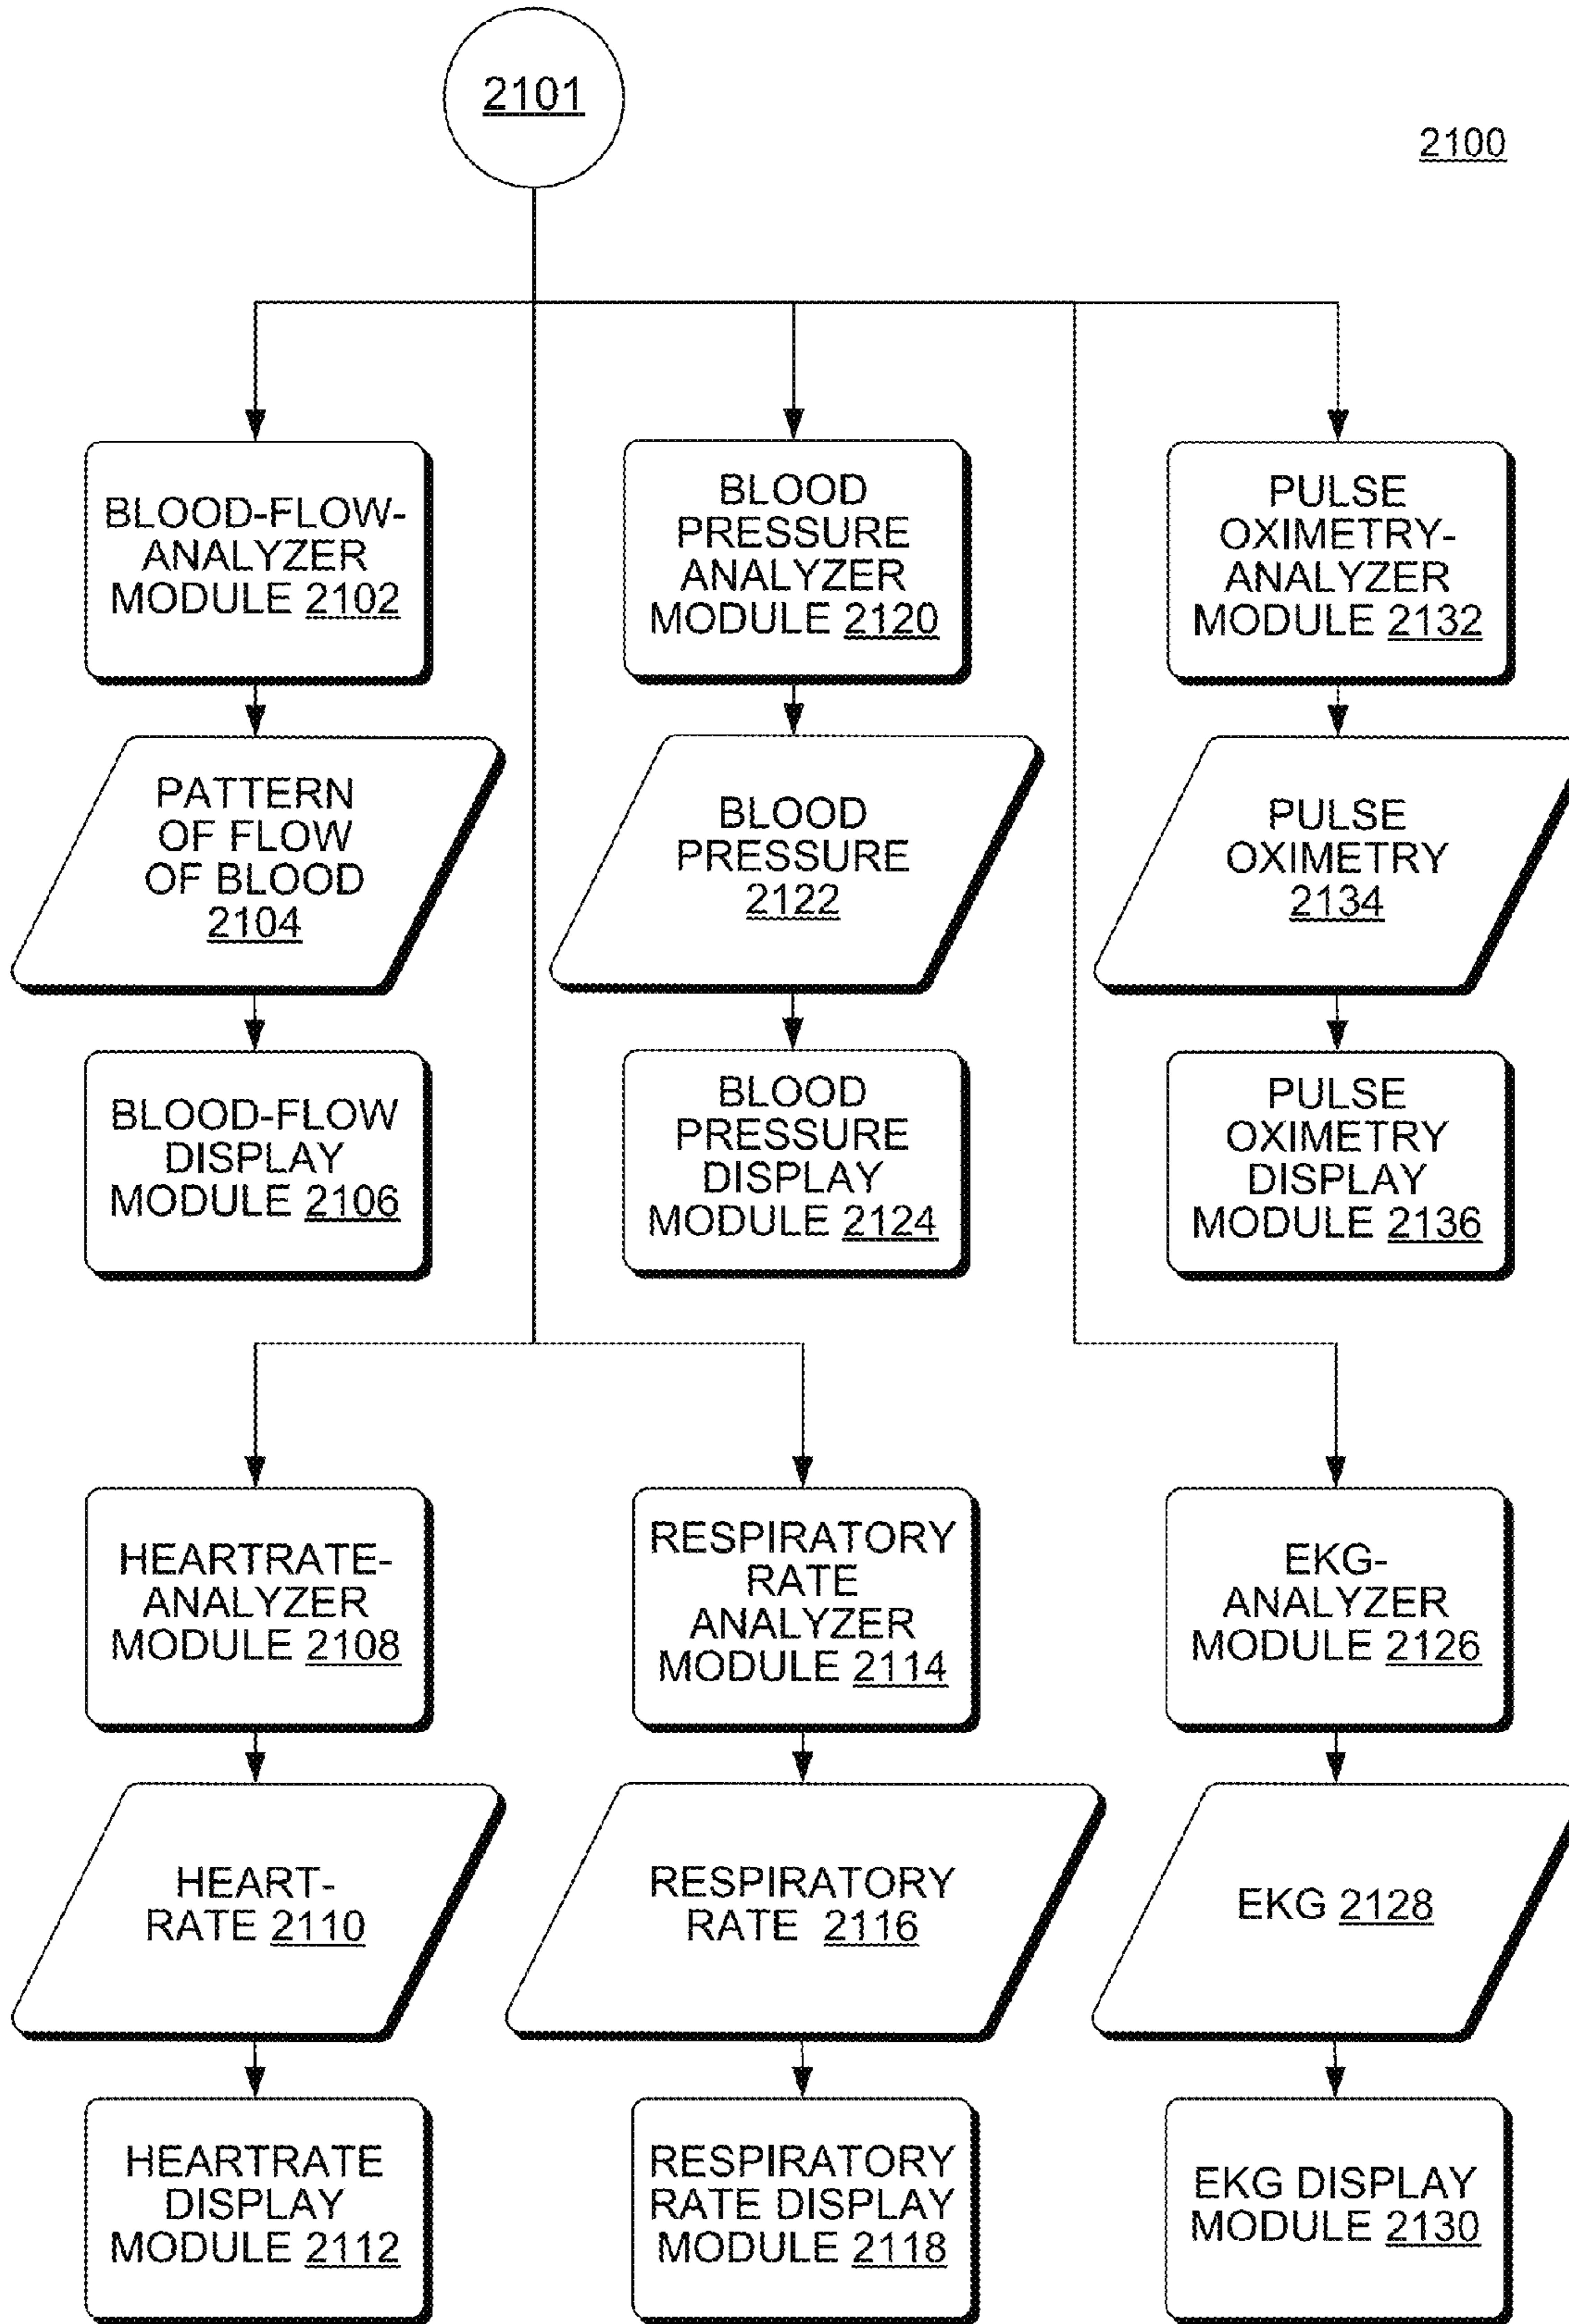 2101
2100
BLOOD-FLOW-
ANALYZER
MODULE 2102
BLOOD
PRESSURE
ANALYZER
MODULE 2120
PULSE
OXIMETRY-
ANALYZER
MODULE 2132
PATTERN
OF FLOW
OF BLOOD
2104
BLOOD
PRESSURE
2122
PULSE
OXIMETRY
2134
BLOOD-FLOW
DISPLAY
MODULE 2106
BLOOD
PRESSURE
DISPLAY
MODULE 2124
PULSE
OXIMETRY
DISPLAY
MODULE 2136
HEARTRATE-
ANALYZER
MODULE 2108
RESPIRATORY
RATE
ANALYZER
MODULE 2114
EKG-
ANALYZER
MODULE 2126
HEART-
RATE 2110
RESPIRATORY
RATE 2116
EKG 2128
HEARTRATE
DISPLAY
MODULE 2112
RESPIRATORY
RATE DISPLAY
MODULE 2118
EKG DISPLAY
MODULE 2130